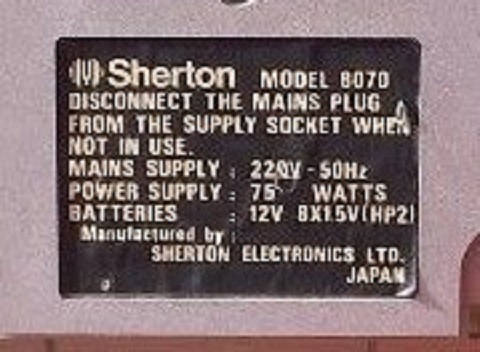 Sherton MODEL 8070
DISCONNECT THE MAINS PLUG
FROM THE SUPPLY SOCKET WHEN
NOT IN USE.
MAINS SUPPLY : 220V - 50Hz
POWER SUPPLY : 75 WATTS
BATTERIES : 12V 8X1.5V(HP2)
Manufactured by :
SHERTON ELECTRONICS LTD.
JAPAN